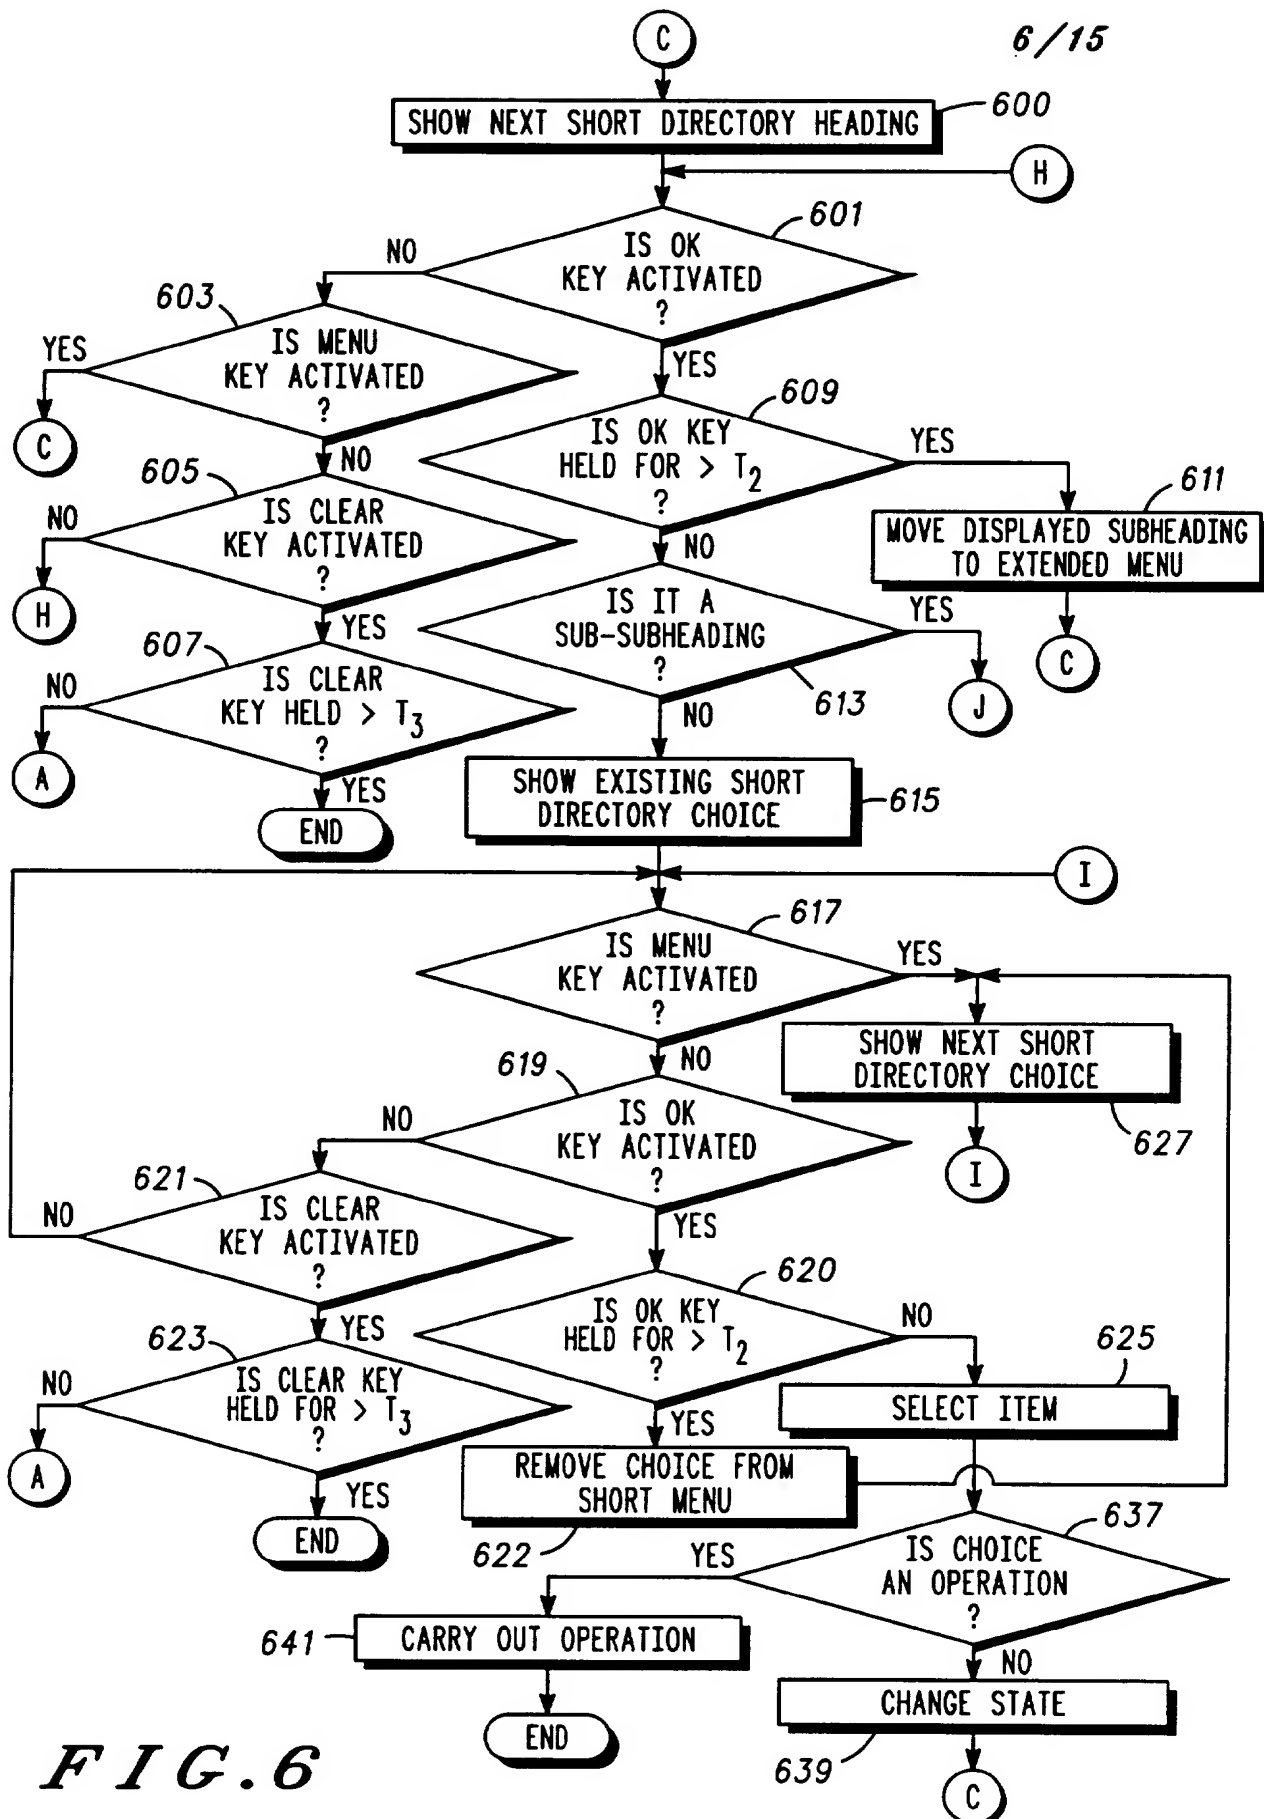 C
6/15
SHOW NEXT SHORT DIRECTORY HEADING
600
H
601
IS OK
KEY ACTIVATED
?
NO
YES
603
IS MENU
KEY ACTIVATED
?
YES
C
NO
609
IS OK KEY
HELD FOR > T2
?
YES
NO
611
MOVE DISPLAYED SUBHEADING
TO EXTENDED MENU
C
605
IS CLEAR
KEY ACTIVATED
?
NO
H
YES
IS IT A
SUB-SUBHEADING
?
YES
613
J
NO
607
IS CLEAR
KEY HELD > T3
?
NO
A
YES
END
SHOW EXISTING SHORT
DIRECTORY CHOICE
615
I
617
IS MENU
KEY ACTIVATED
?
YES
NO
SHOW NEXT SHORT
DIRECTORY CHOICE
627
I
619
IS OK
KEY ACTIVATED
?
NO
YES
621
IS CLEAR
KEY ACTIVATED
?
NO
YES
620
IS OK KEY
HELD FOR > T2
?
NO
YES
625
SELECT ITEM
623
IS CLEAR KEY
HELD FOR > T3
?
NO
A
YES
END
REMOVE CHOICE FROM
SHORT MENU
622
637
IS CHOICE
AN OPERATION
?
YES
NO
641
CARRY OUT OPERATION
END
CHANGE STATE
639
C
FIG.6